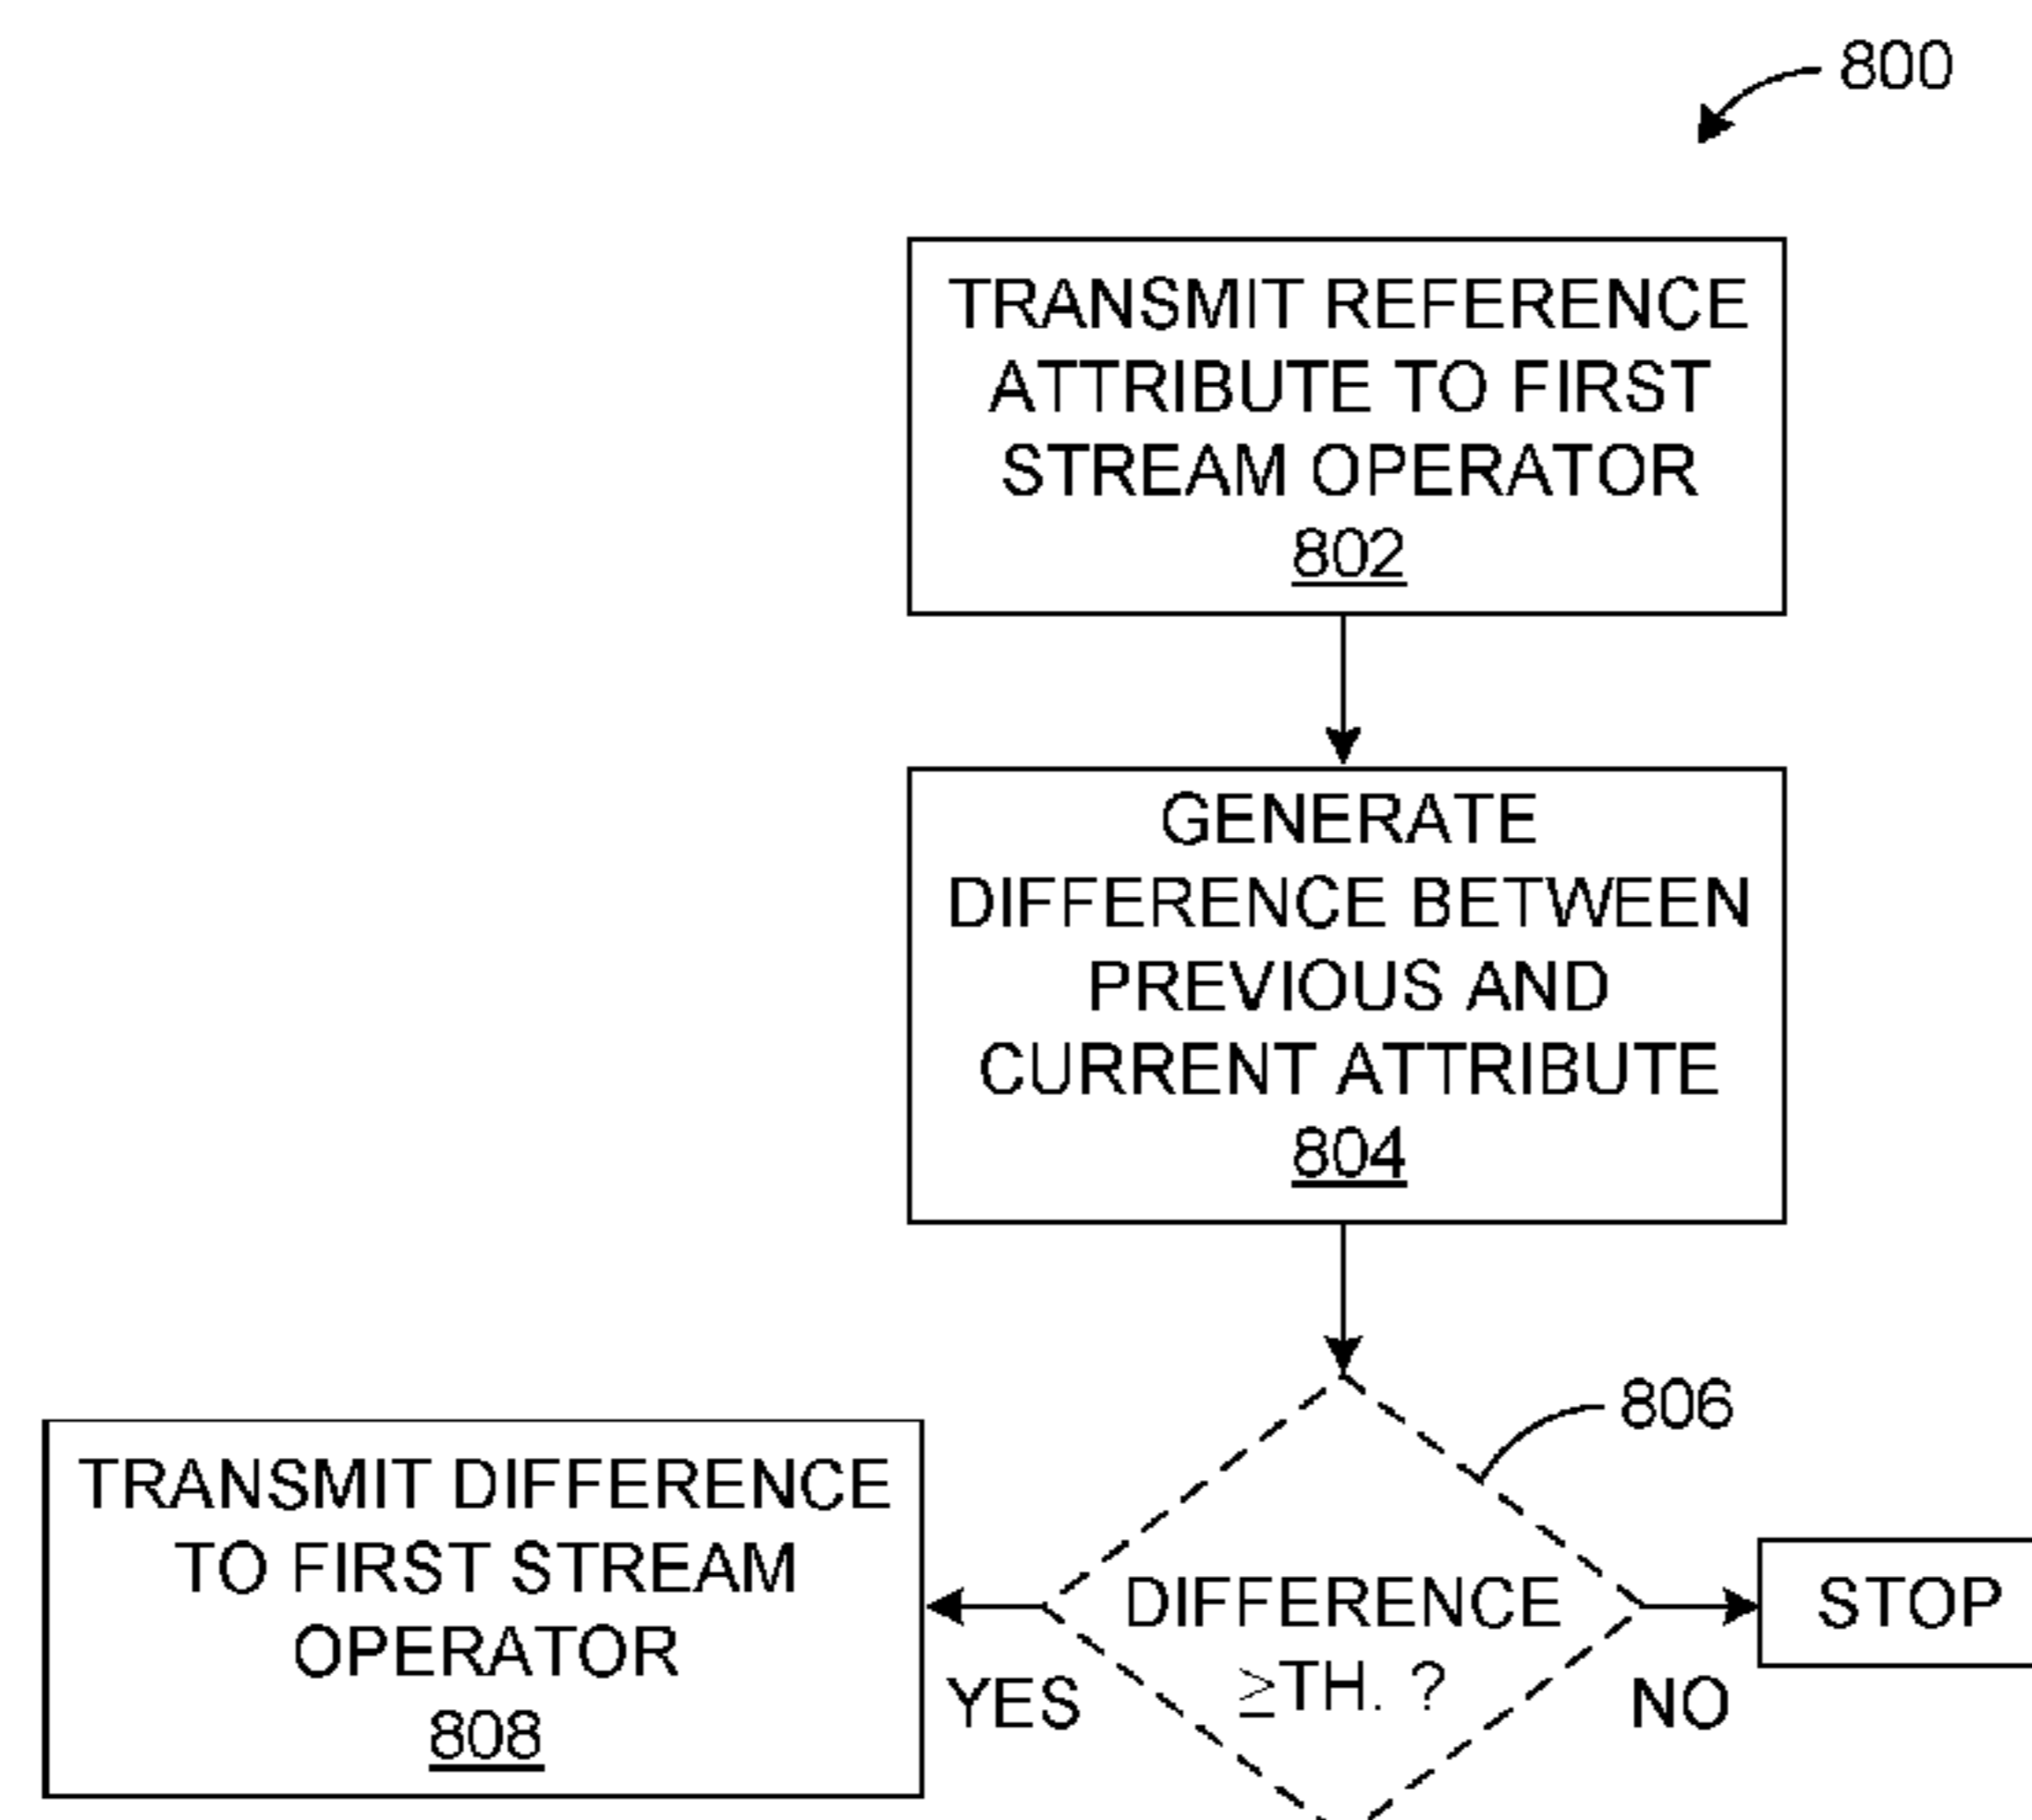 800
TRANSMIT REFERENCE
ATTRIBUTE TO FIRST
STREAM OPERATOR
802
GENERATE
DIFFERENCE BETWEEN
PREVIOUS AND
CURRENT ATTRIBUTE
804
806
TRANSMIT DIFFERENCE
TO FIRST STREAM
OPERATOR
808
YES
DIFFERENCE
≥TH. ?
NO
STOP